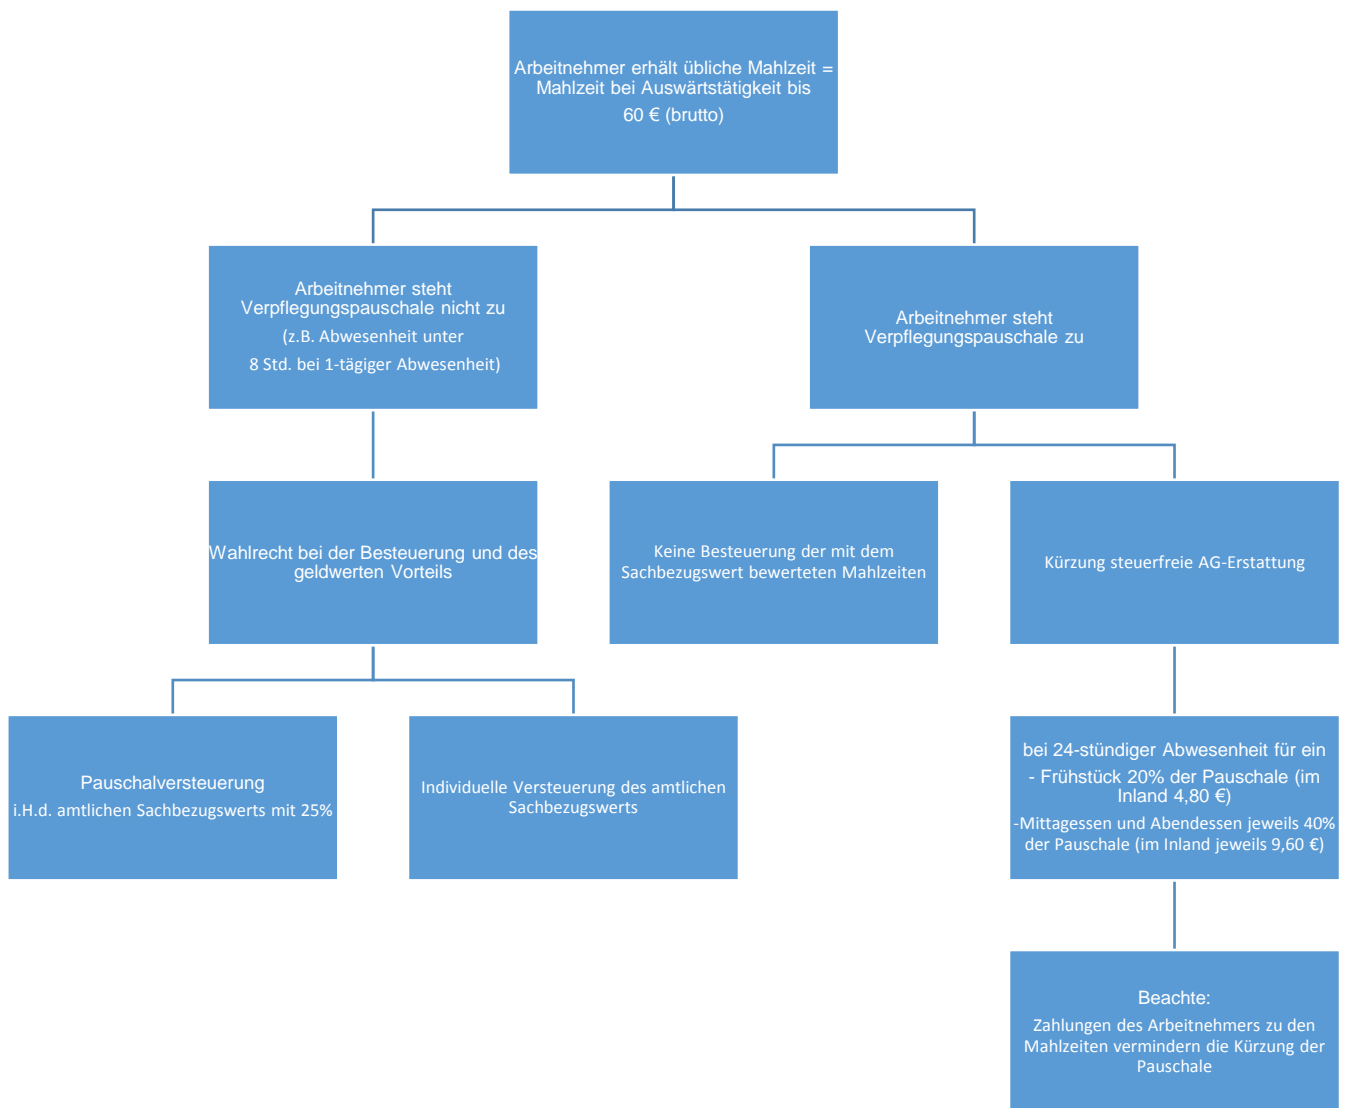 Arbeitnehmer erhält übliche Mahlzeit =
Mahlzeit bei Auswärtstätigkeit bis
60 € (brutto)
Arbeitnehmer steht
Verpflegungspauschale nicht zu
(z.B. Abwesenheit unter
8 Std. bei 1-tägiger Abwesenheit)
Arbeitnehmer steht
Verpflegungspauschale zu
Wahlrecht bei der Besteuerung und des
geldwerten Vorteils
Keine Besteuerung der mit dem
Sachbezugswert bewerteten Mahlzeiten
Kürzung steuerfreie AG-Erstattung
Pauschalversteuerung
i.H.d. amtlichen Sachbezugswerts mit 25%
Individuelle Versteuerung des amtlichen
Sachbezugswerts
bei 24-stündiger Abwesenheit für ein
- Frühstück 20% der Pauschale (im
Inland 4,80 €)
-Mittagessen und Abendessen jeweils 40%
der Pauschale (im Inland jeweils 9,60 €)
Beachte:
Zahlungen des Arbeitnehmers zu den
Mahlzeiten vermindern die Kürzung der
Pauschale